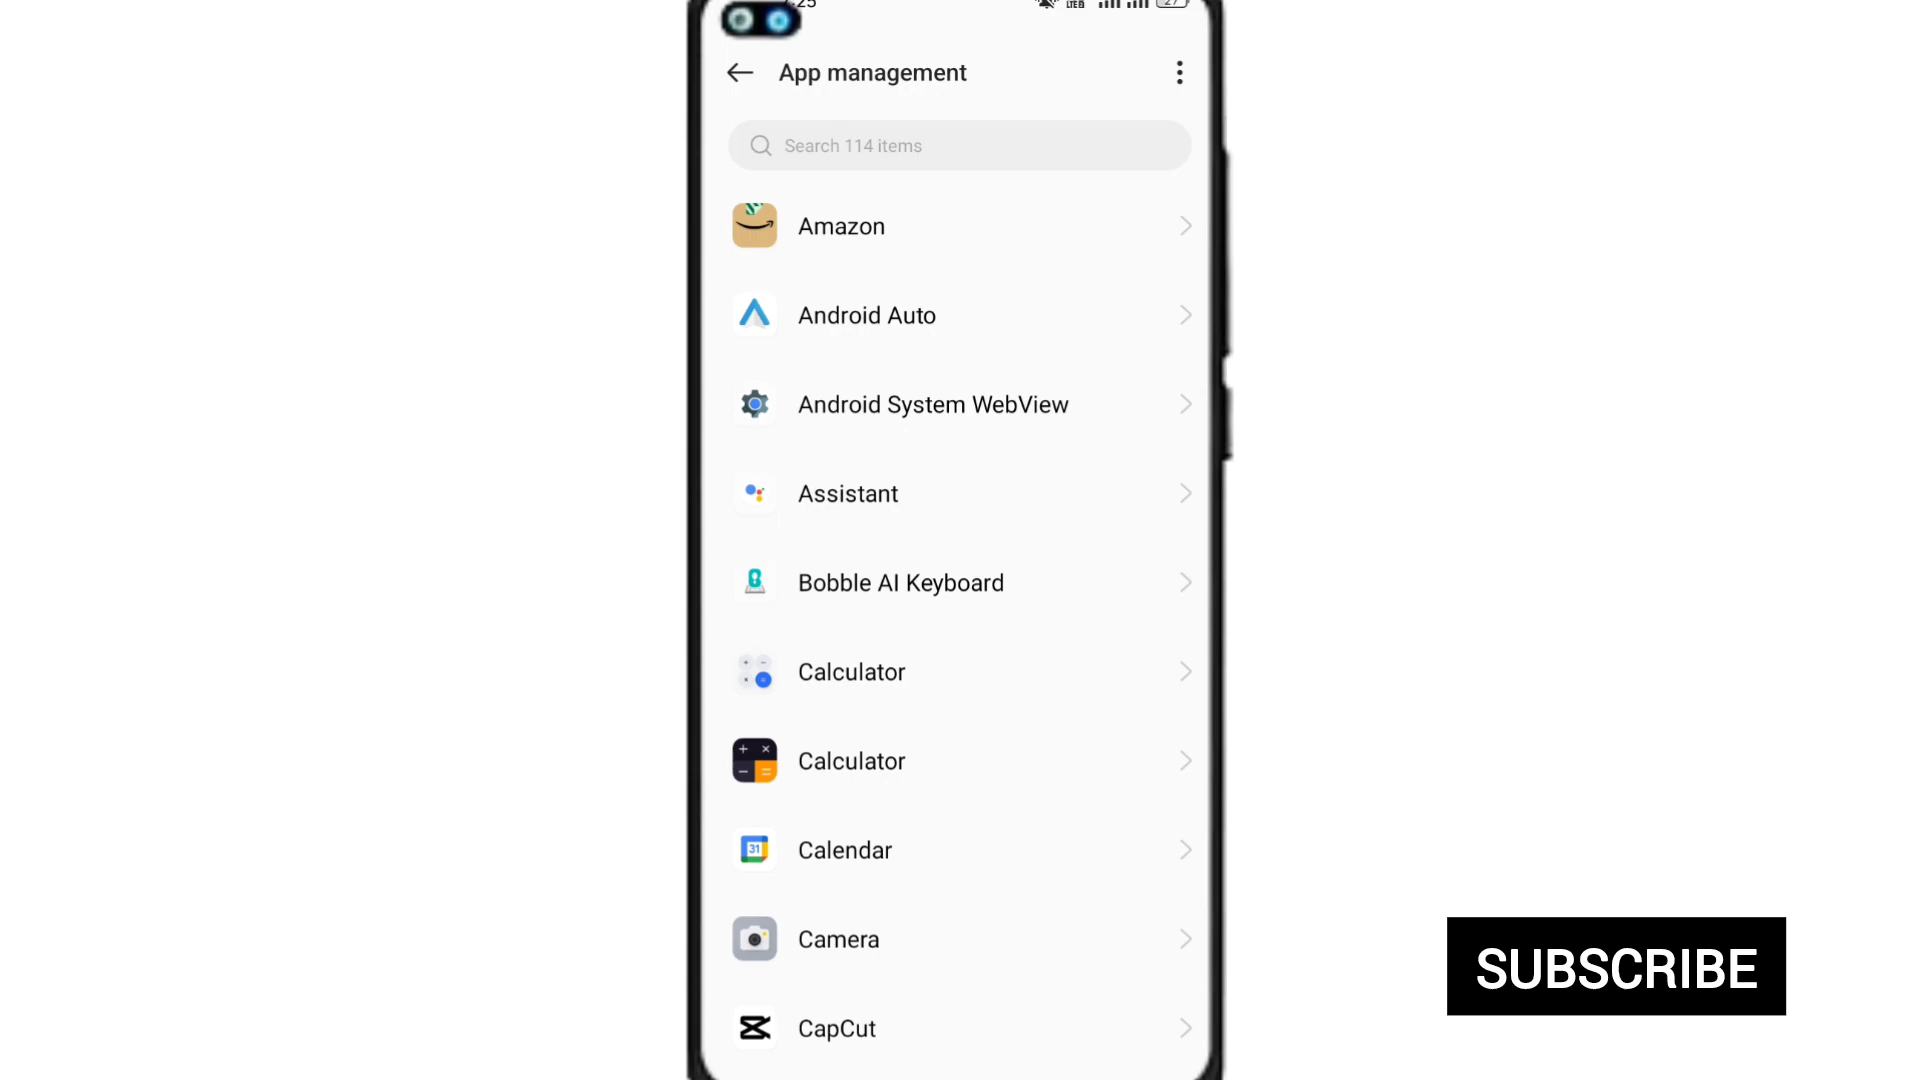 App management
Search 114 items
Amazon
Android Auto
Android System WebView
Assistant
Bobble AI Keyboard
Calculator
Calculator
31
Calendar
Camera
CapCut
SUBSCRIBE